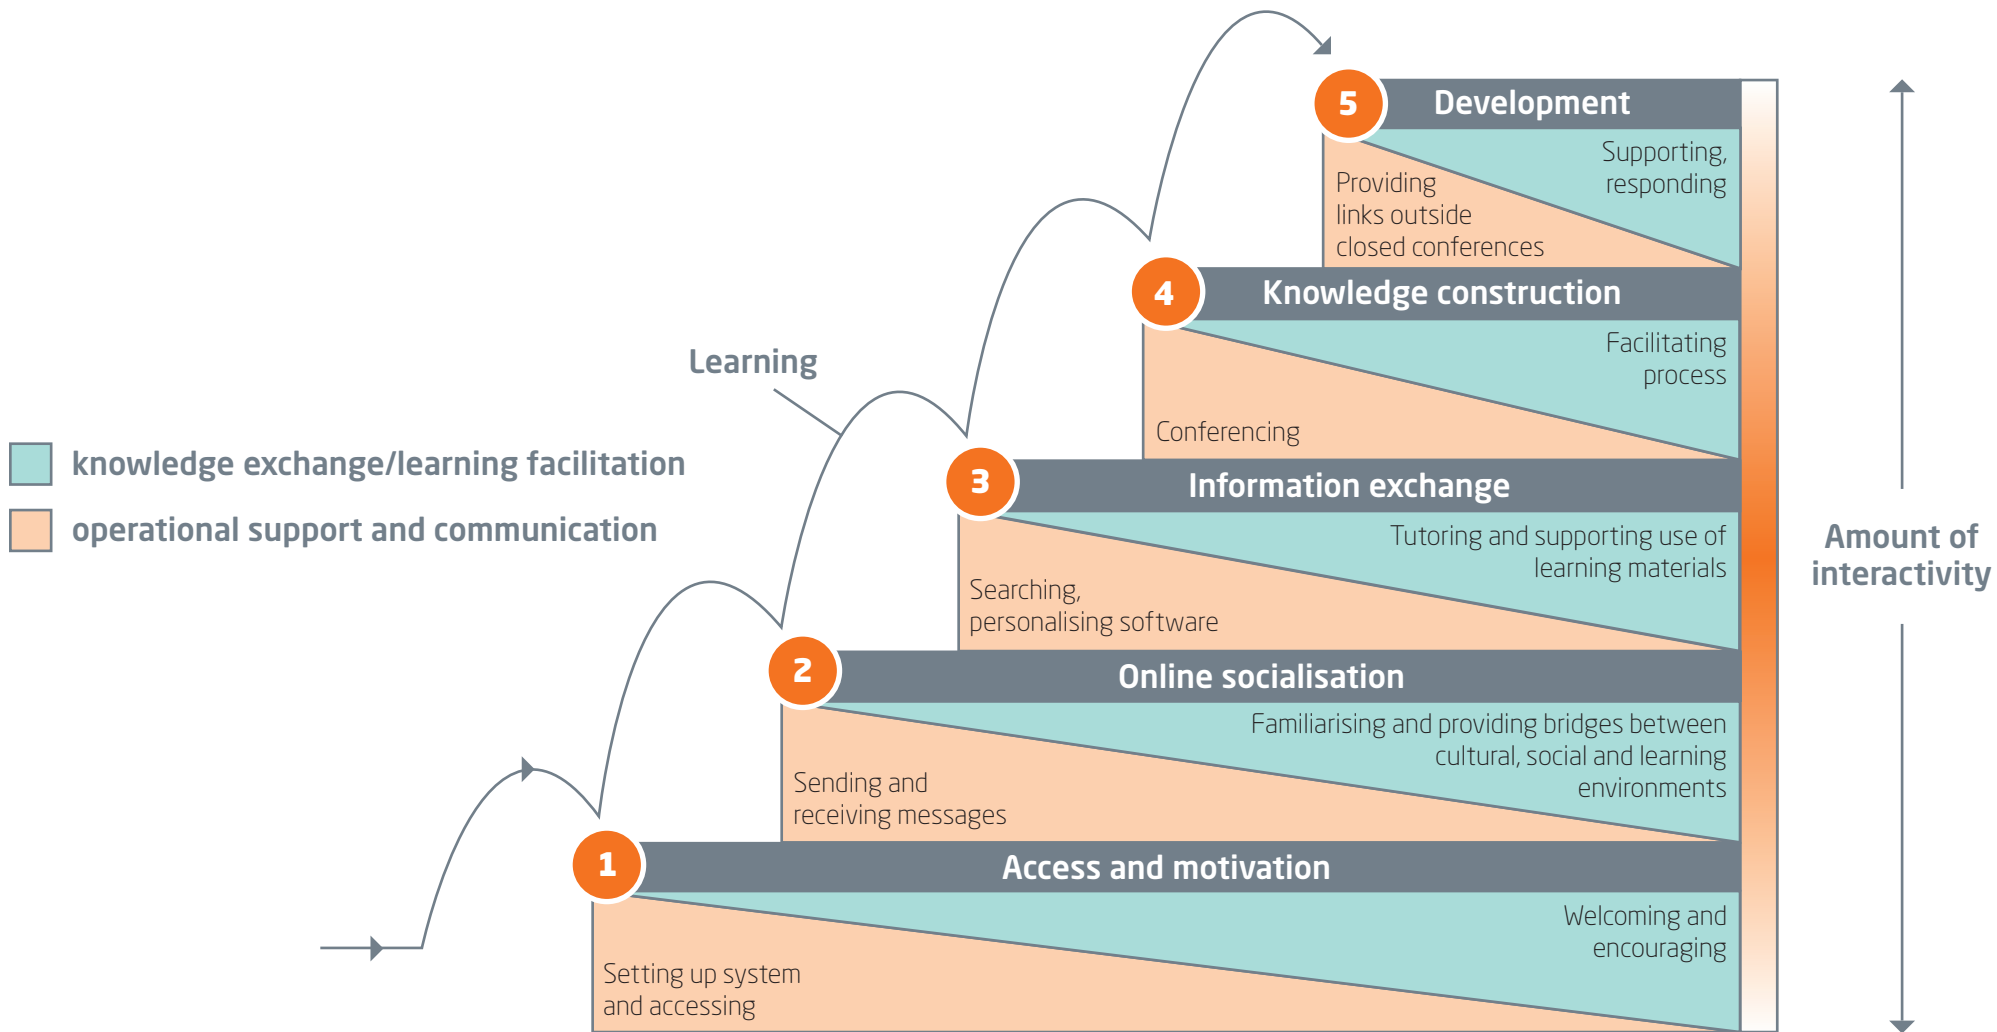 5
Development
Supporting,
responding
Providing
links outside
closed conferences
4
Knowledge construction
Facilitating
process
Conferencing
Learning
3
Information exchange
Tutoring and supporting use of
learning materials
Searching,
personalising software
knowledge exchange/learning facilitation
operational support and communication
Amount of
interactivity
2
Online socialisation
Familiarising and providing bridges between
cultural, social and learning
environments
Sending and
receiving messages
1
Access and motivation
Welcoming and
encouraging
Setting up system
and accessing